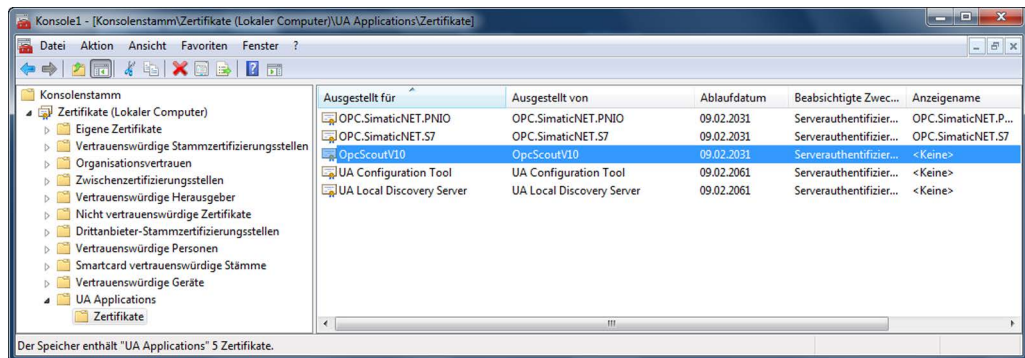 Konsole1 - [Konsolenstamm\Zertifikate (Lokaler Computer)\UA Applications\Zertifikate]
Datei Aktion Ansicht Favoriten Fenster ?
Konsolenstamm
Zertifikate (Lokaler Computer)
Eigene Zertifikate
Vertrauenswürdige Stammzertifizierungsstellen
Organisationsvertrauen
Zwischenzertifizierungsstellen
Vertrauenswürdige Herausgeber
Nicht vertrauenswürdige Zertifikate
Drittanbieter-Stammzertifizierungsstellen
Vertrauenswürdige Personen
Smartcard vertrauenswürdige Stämme
Vertrauenswürdige Geräte
UA Applications
Zertifikate
Ausgestellt für Ausgestellt von Ablaufdatum Beabsichtigte Zwec... Anzeigename
OPC.SimaticNET.PNIO OPC.SimaticNET.PNIO 09.02.2031 Serverauthentifizier... OPC.SimaticNET.P...
OPC.SimaticNET.S7 OPC.SimaticNET.S7 09.02.2031 Serverauthentifizier... OPC.SimaticNET.S7
OpcScoutV10 OpcScoutV10 09.02.2031 Serverauthentifizier... <Keine>
UA Configuration Tool UA Configuration Tool 09.02.2061 Serverauthentifizier... <Keine>
UA Local Discovery Server UA Local Discovery Server 09.02.2061 Serverauthentifizier... <Keine>
Der Speicher enthält "UA Applications" 5 Zertifikate.